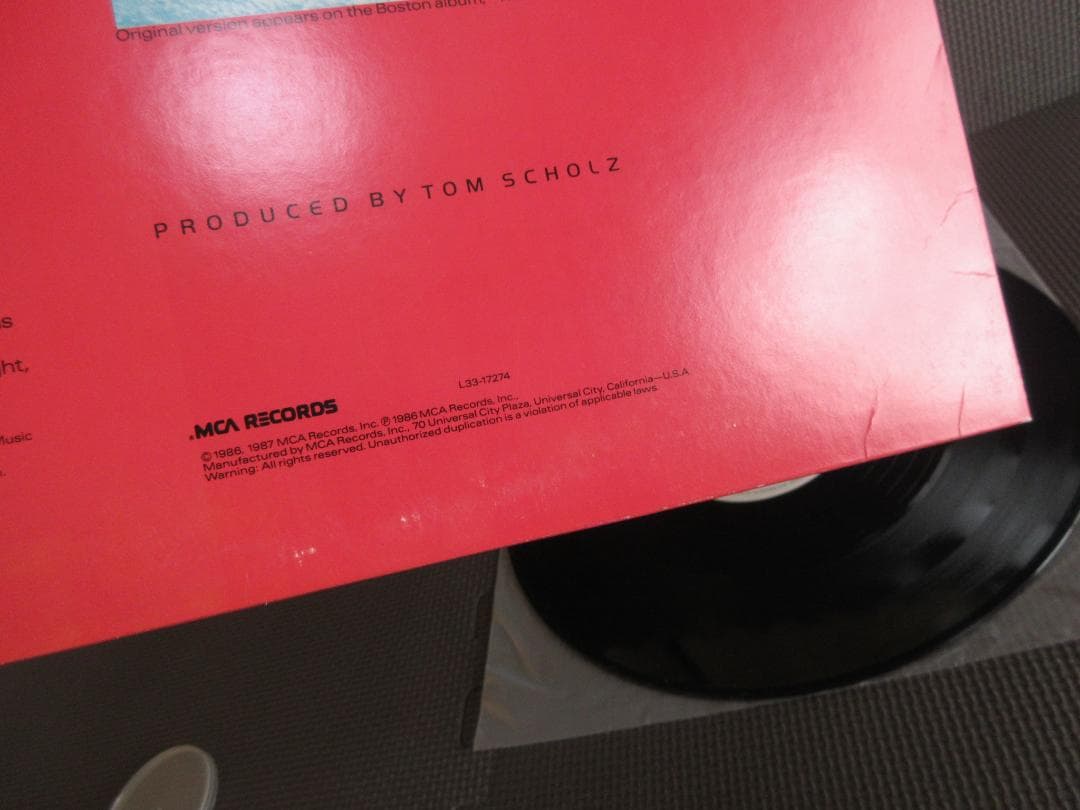 Original version appears on the Boston album,
PRODUCED BY TOM SCHOLZ
ht,
L33-17274
MCA RECORDS
©1986, 1987 MCA Records, Inc. ℗ 1986 MCA Records, Inc.,
Manufactured by MCA Records, Inc., 70 Universal City Plaza, Universal City, California—U.S.A.
Warning: All rights reserved. Unauthorized duplication is a violation of applicable laws.